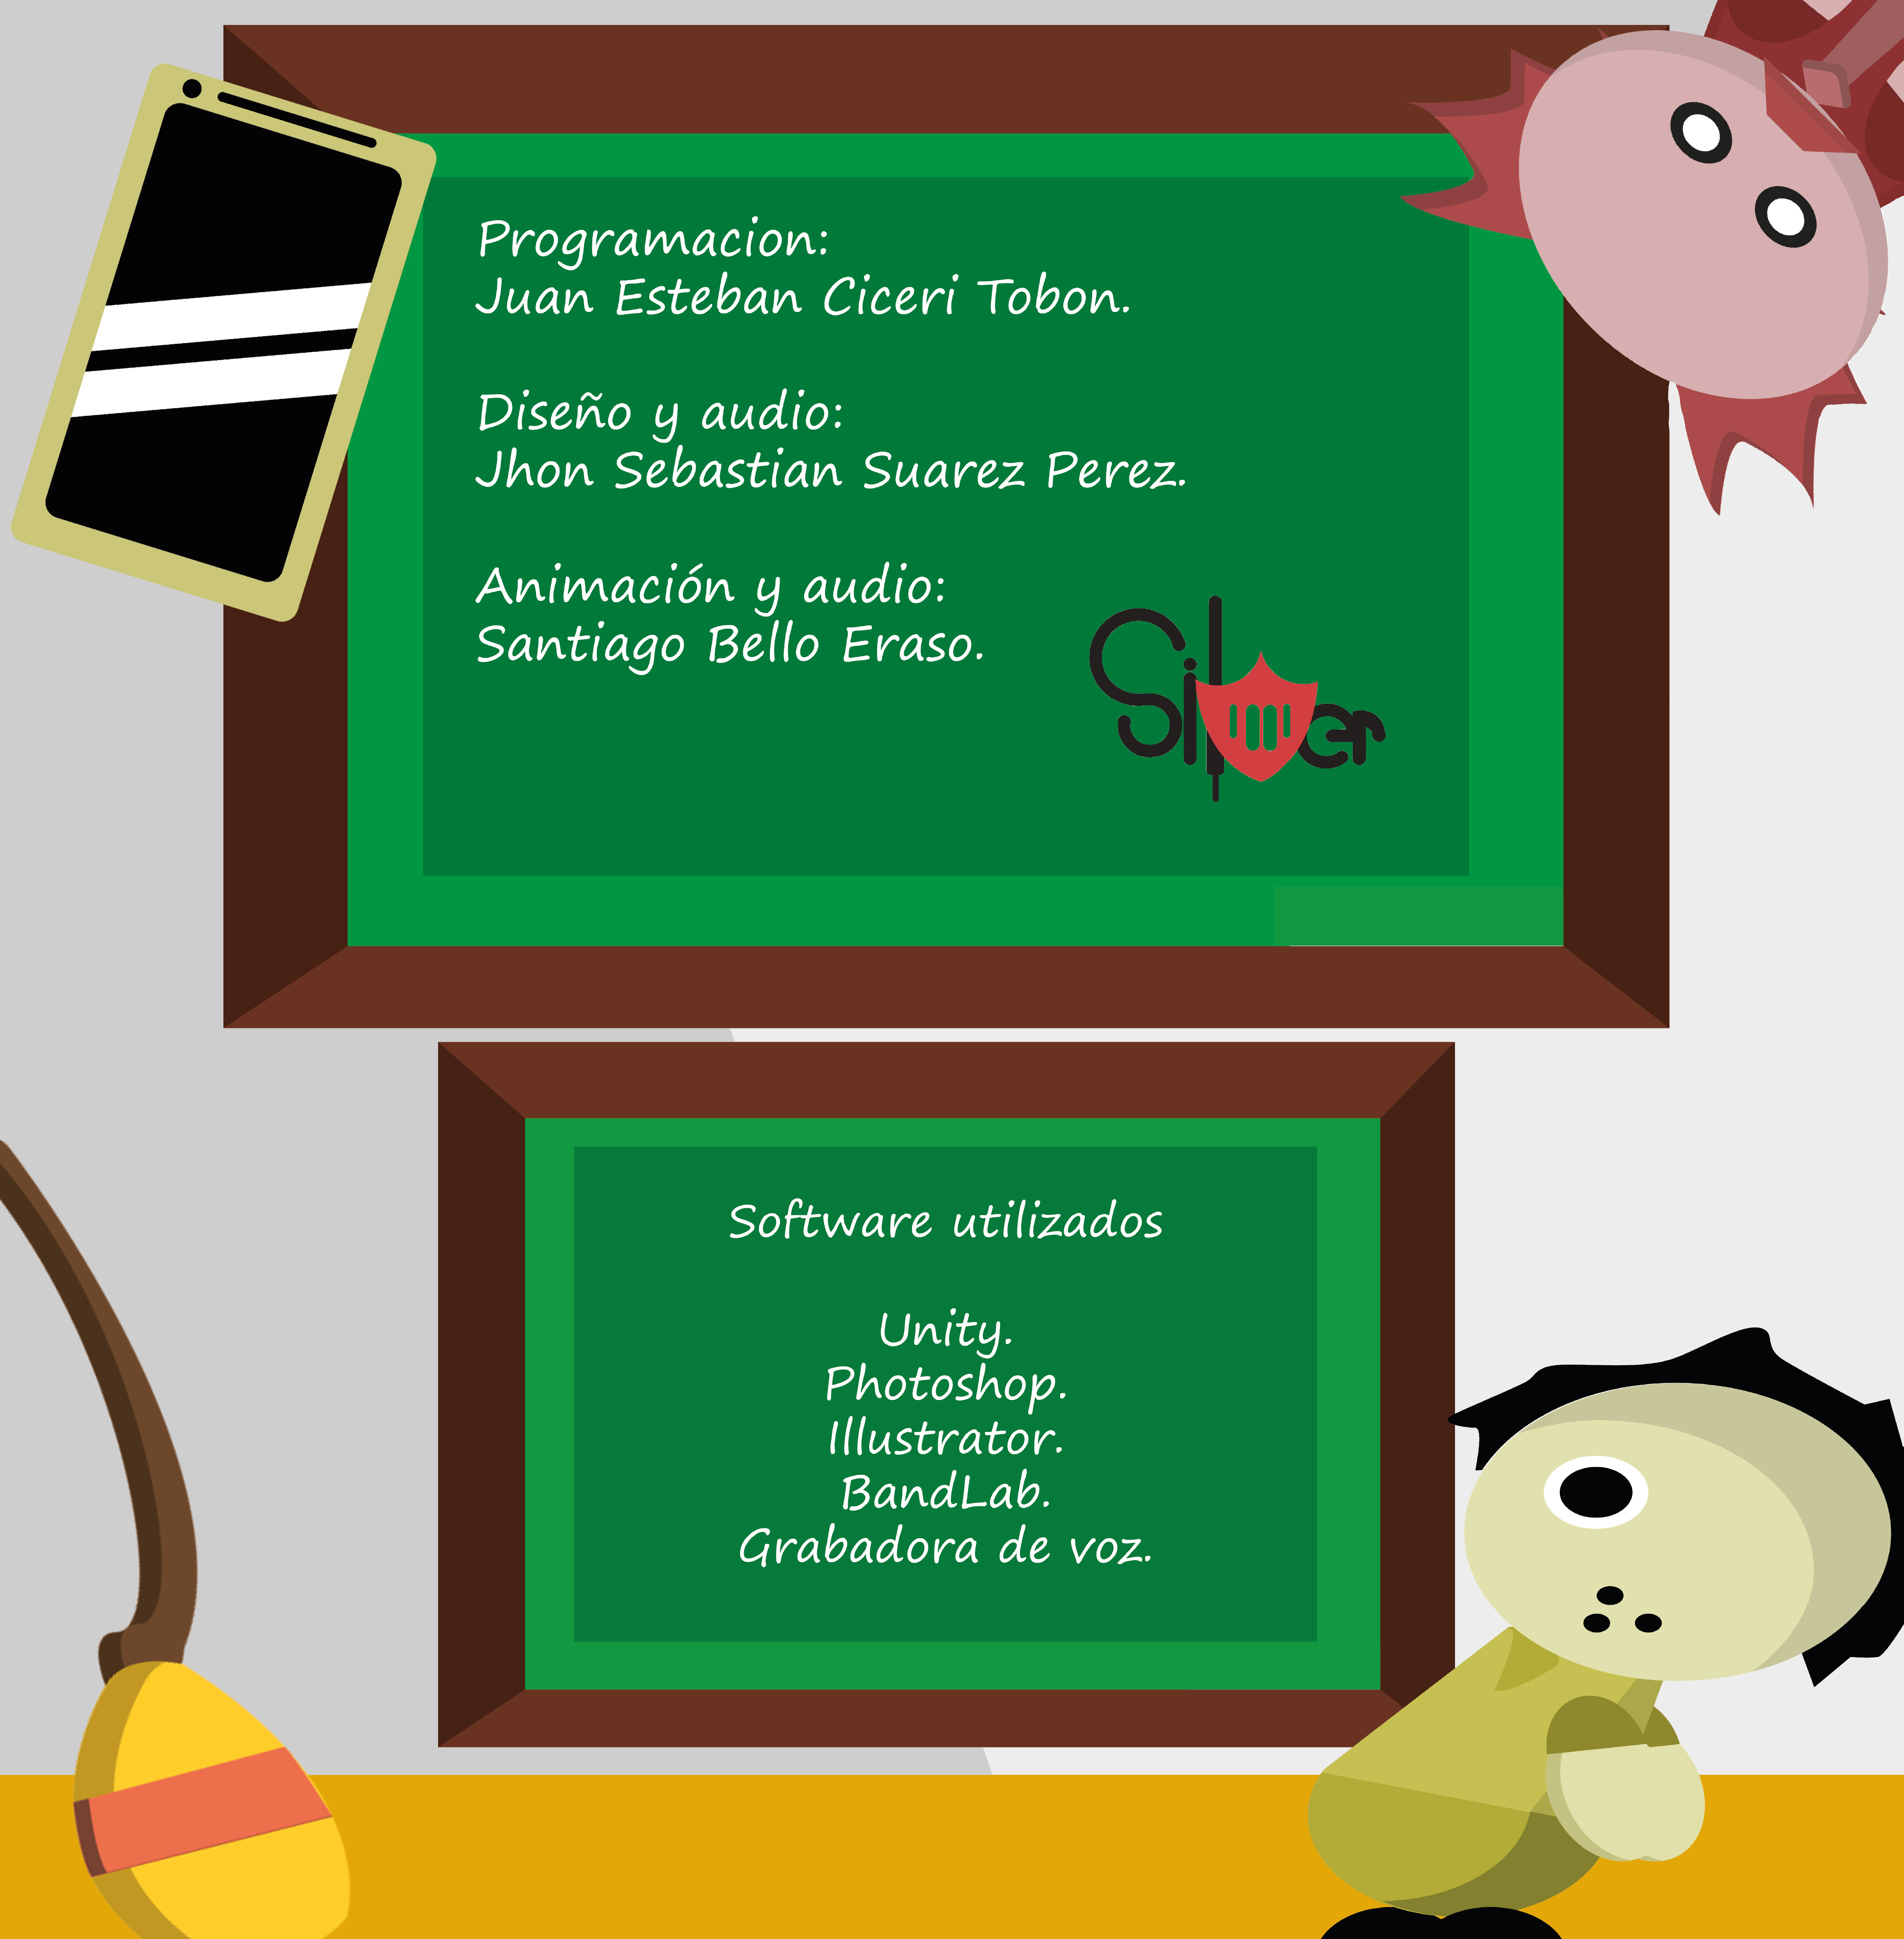 Programacion:
Juan Esteban Ciceri Tobon.
Diseño y audio:
Jhon Sebastian Suarez Perez.
Animación y audio:
Santiago Bello Eraso.
Silver
Software utilizados
Unity.
Photoshop.
Illustrator.
BandLab.
Grabadora de voz.